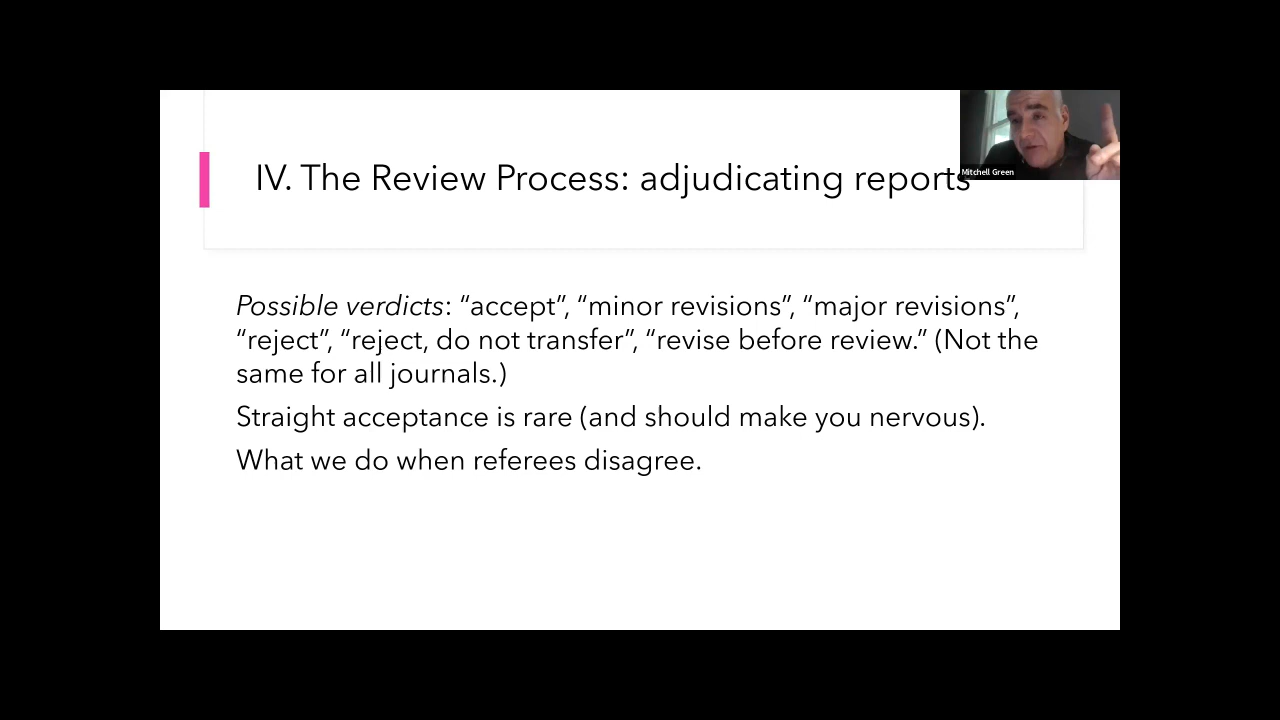 IV. The Review Process: adjudicating reports
Mitchell Green
Possible verdicts: “accept”, “minor revisions”, “major revisions”,
“reject”, “reject, do not transfer”, “revise before review.” (Not the
same for all journals.)
Straight acceptance is rare (and should make you nervous).
What we do when referees disagree.